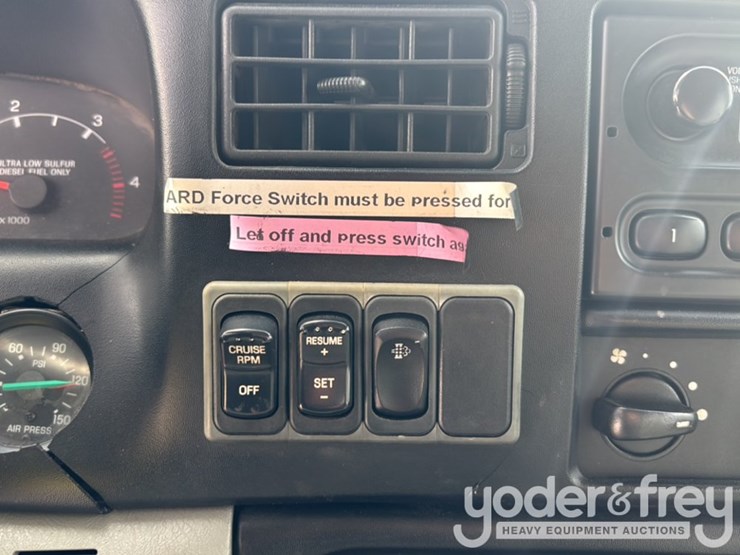 2
3
4
ULTRA LOW SULFUR
DIESEL FUEL ONLY
x 1000
ARD Force Switch must be pressed for
Let off and press switch
CRUISE
RPM
OFF
RESUME
+
SET
-
60
90
PSI
120
150
AIR PRESS
1
yoder&frey
HEAVY EQUIPMENT AUCTIONS